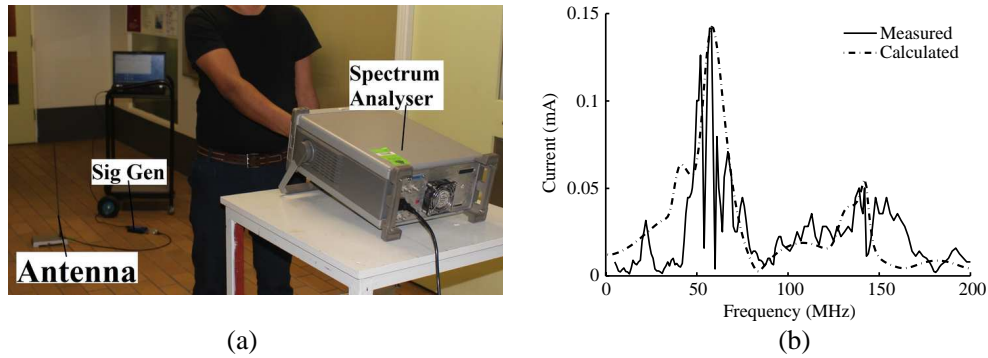 Spectrum
Analyser
Sig Gen
Antenna
(a)
0.15
0.1
0.05
0
Current (mA)
Measured
Calculated
0
50
100
150
200
Frequency (MHz)
(b)